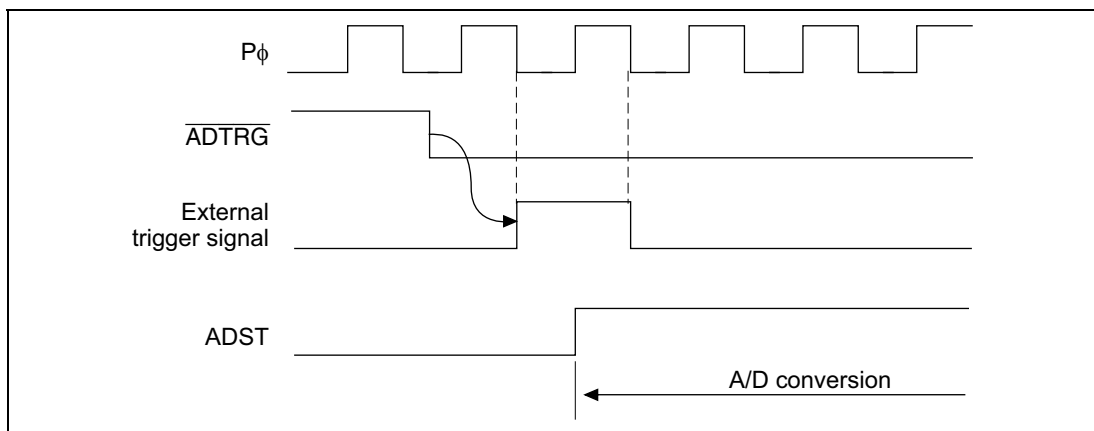 Pϕ
ADTRG
External
trigger signal
ADST
A/D conversion